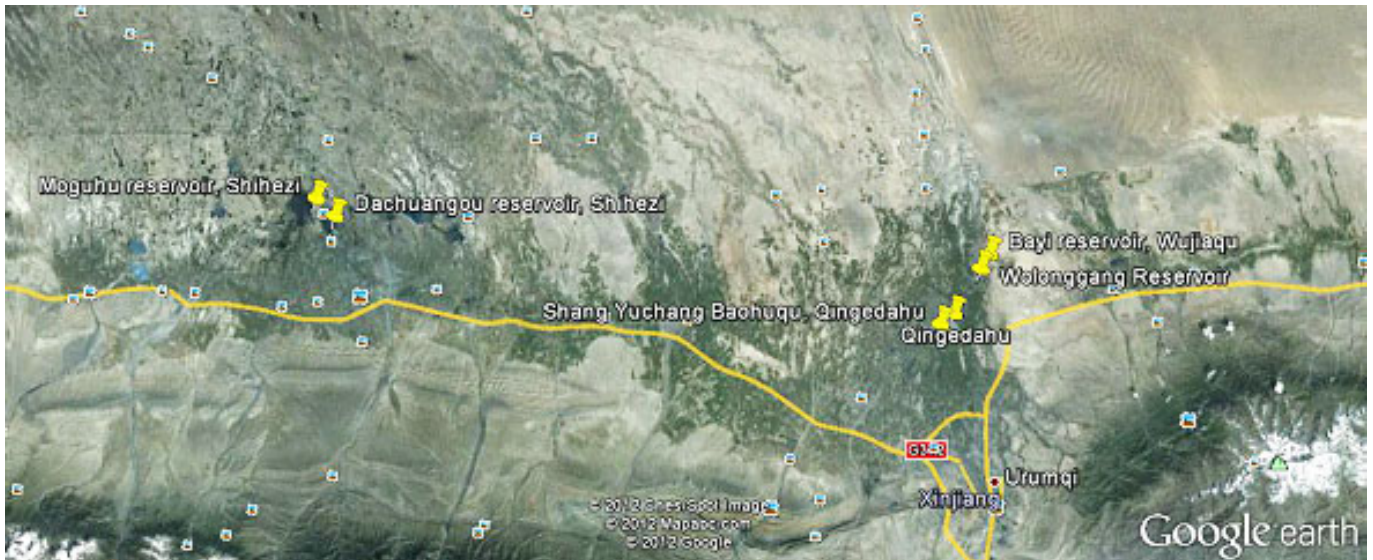 Moguhu reservoir, Shihezi
Dachuangou reservoir, Shihezi
Bayi reservoir, Wujiaqu
Wolonggang Reservoir
Shang Yuchang Baohuqu, Qingedahu
Qingedahu
Urumqi
Xinjiang
© 2012 Cnes/Spot Image
© 2012 Mapabc.com
© 2012 Google
Google earth